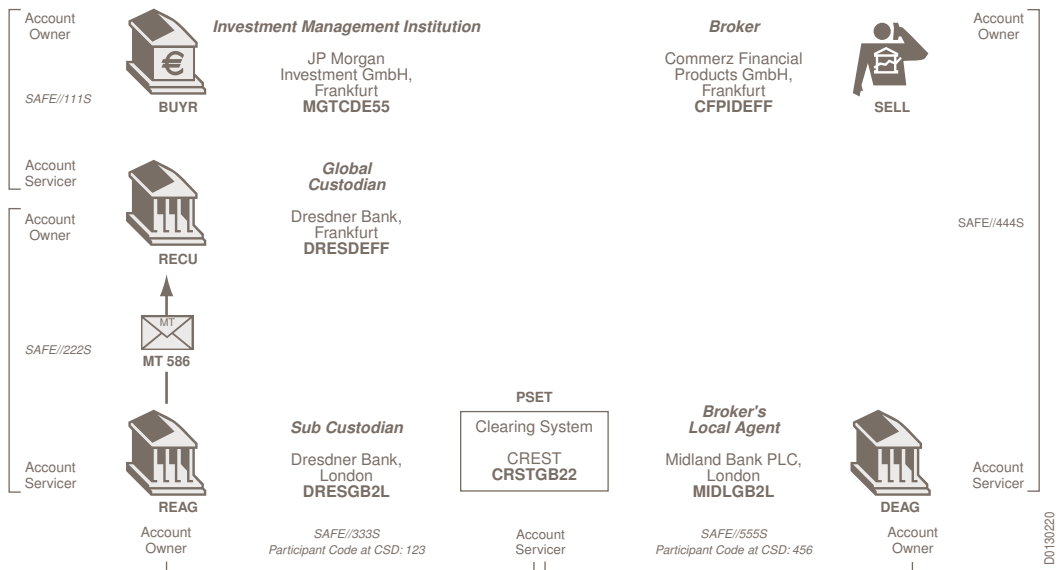 Account
Owner
Investment Management Institution
Broker
Account
Owner
JP Morgan
Investment GmbH,
Frankfurt
MGTCDE55
Commerz Financial
Products GmbH,
Frankfurt
CFPIDEFF
€
SAFE//111S
BUYR
SELL
Account
Servicer
Global
Custodian
Account
Owner
Dresdner Bank,
Frankfurt
DRESDEFF
SAFE//444S
RECU
MT
SAFE//222S
MT 586
PSET
Sub Custodian
Clearing System
Broker's
Local Agent
Account
Servicer
Dresdner Bank,
London
DRESGB2L
CREST
CRSTGB22
Midland Bank PLC,
London
MIDLGB2L
Account
Servicer
REAG
DEAG
Account
Owner
SAFE//333S
Participant Code at CSD: 123
Account
Servicer
SAFE//555S
Participant Code at CSD: 456
Account
Owner
D0130220